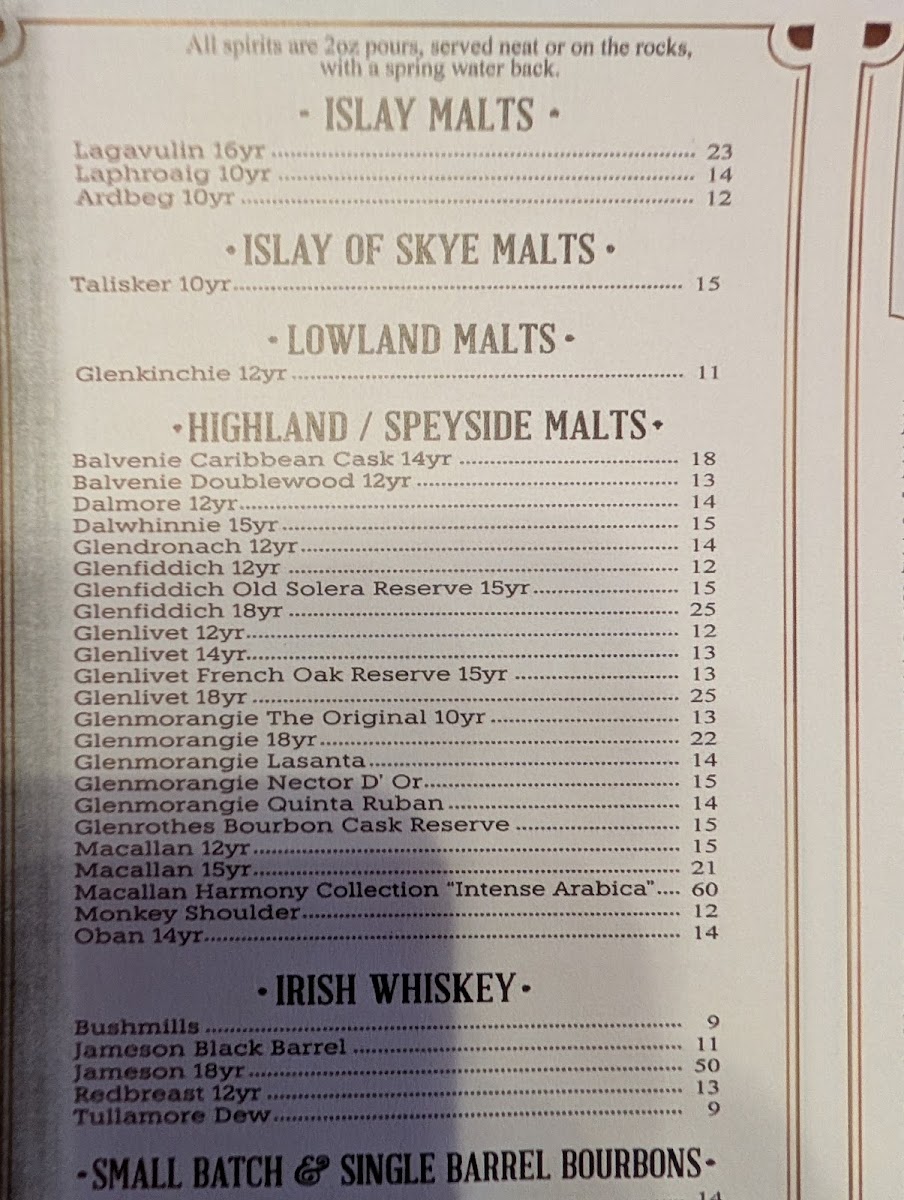 All spirits are 2oz pours, served neat or on the rocks,
with a spring water back.
- ISLAY MALTS -
Lagavulin 16yr ........ 23
Laphroaig 10yr ........ 14
Ardbeg 10yr ........ 12
• ISLAY OF SKYE MALTS •
Talisker 10yr........ 15
• LOWLAND MALTS •
Glenkinchie 12yr ........ 11
• HIGHLAND / SPEYSIDE MALTS •
Balvenie Caribbean Cask 14yr ........ 18
Balvenie Doublewood 12yr ........ 13
Dalmore 12yr........ 14
Dalwhinnie 15yr ........ 15
Glendronach 12yr........ 14
Glenfiddich 12yr ........ 12
Glenfiddich Old Solera Reserve 15yr........ 15
Glenfiddich 18yr ........ 25
Glenlivet 12yr........ 12
Glenlivet 14yr........ 13
Glenlivet French Oak Reserve 15yr ........ 13
Glenlivet 18yr ........ 25
Glenmorangie The Original 10yr ........ 13
Glenmorangie 18yr........ 22
Glenmorangie Lasanta........ 14
Glenmorangie Nector D' Or........ 15
Glenmorangie Quinta Ruban ........ 14
Glenrothes Bourbon Cask Reserve ........ 15
Macallan 12yr........ 15
Macallan 15yr........ 21
Macallan Harmony Collection "Intense Arabica".... 60
Monkey Shoulder........ 12
Oban 14yr........ 14
• IRISH WHISKEY •
Bushmills ........ 9
Jameson Black Barrel ........ 11
Jameson 18yr........ 50
Redbreast 12yr ........ 13
Tullamore Dew........ 9
• SMALL BATCH & SINGLE BARREL BOURBONS •
14